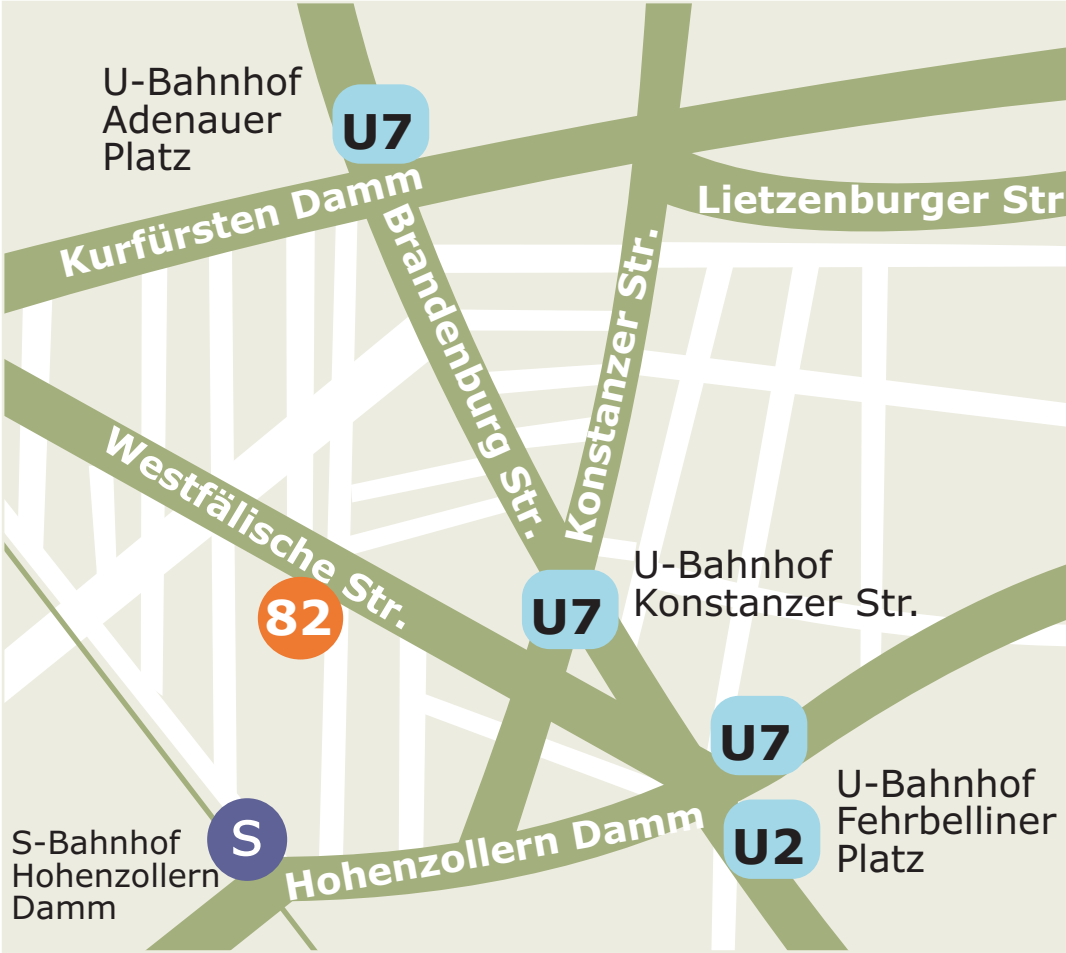 U-Bahnhof
Adenauer
Platz
U7
Kurfürsten Damm
Lietzenburger Str
Brandenburg Str.
Konstanzer Str.
Westfälische Str.
82
U7
U-Bahnhof
Konstanzer Str.
U7
U2
U-Bahnhof
Fehrbelliner
Platz
S
S-Bahnhof
Hohenzollern
Damm
Hohenzollern Damm